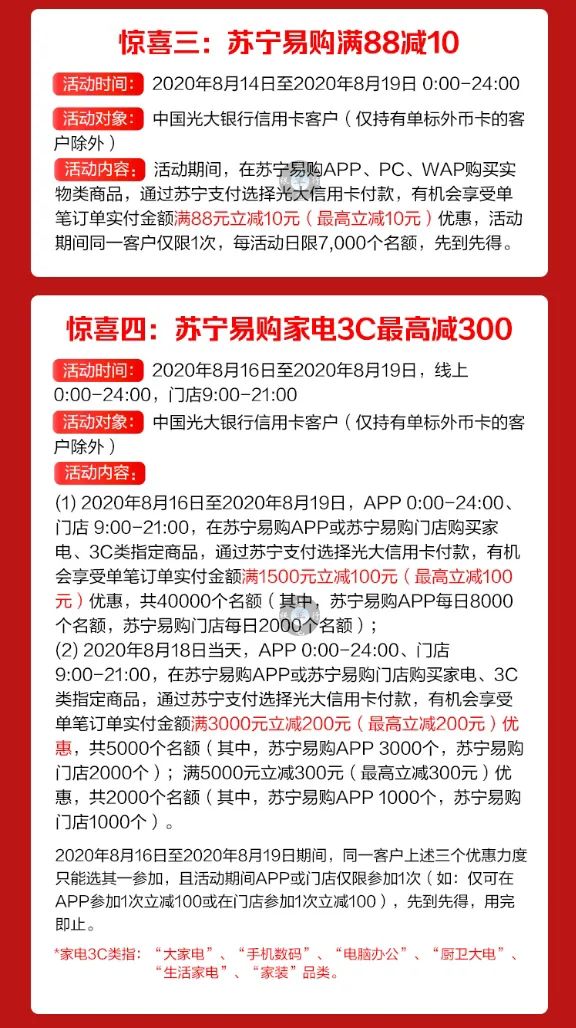 惊喜三：苏宁易购满88减10
活动时间： 2020年8月14日至2020年8月19日 0:00-24:00
活动对象： 中国光大银行信用卡客户（仅持有单标外币卡的客
户除外）
活动内容： 活动期间，在苏宁易购APP、PC、WAP购买实
物类商品，通过苏宁支付选择光大信用卡付款，有机会享受单
笔订单实付金额满88元立减10元（最高立减10元）优惠，活动
期间同一客户仅限1次，每活动日限7,000个名额，先到先得。
惊喜四：苏宁易购家电3C最高减300
活动时间： 2020年8月16日至2020年8月19日，线上
0:00-24:00，门店9:00-21:00
活动对象： 中国光大银行信用卡客户（仅持有单标外币卡的客
户除外）
活动内容：
(1) 2020年8月16日至2020年8月19日，APP 0:00-24:00、
门店 9:00-21:00，在苏宁易购APP或苏宁易购门店购买家
电、3C类指定商品，通过苏宁支付选择光大信用卡付款，有机
会享受单笔订单实付金额满1500元立减100元（最高立减100
元）优惠，共40000个名额（其中，苏宁易购APP每日8000
个名额，苏宁易购门店每日2000个名额）；
(2) 2020年8月18日当天，APP 0:00-24:00、门店
9:00-21:00，在苏宁易购APP或苏宁易购门店购买家电、3C
类指定商品，通过苏宁支付选择光大信用卡付款，有机会享受
单笔订单实付金额满3000元立减200元（最高立减200元）优
惠，共5000个名额（其中，苏宁易购APP 3000个，苏宁易购
门店2000个）；满5000元立减300元（最高立减300元）优
惠，共2000个名额（其中，苏宁易购APP 1000个，苏宁易购
门店1000个）。
2020年8月16日至2020年8月19日期间，同一客户上述三个优惠力度
只能选其一参加，且活动期间APP或门店仅限参加1次（如：仅可在
APP参加1次立减100或在门店参加1次立减100），先到先得，用完
即止。
*家电3C类指：“大家电”、“手机数码”、“电脑办公”、“厨卫大电”、
“生活家电”、“家装”品类。